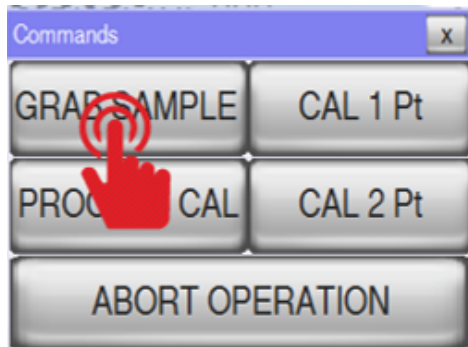 Commands x
GRAB SAMPLE CAL 1 Pt
CAL CAL 2 Pt
ABORT OPERATION